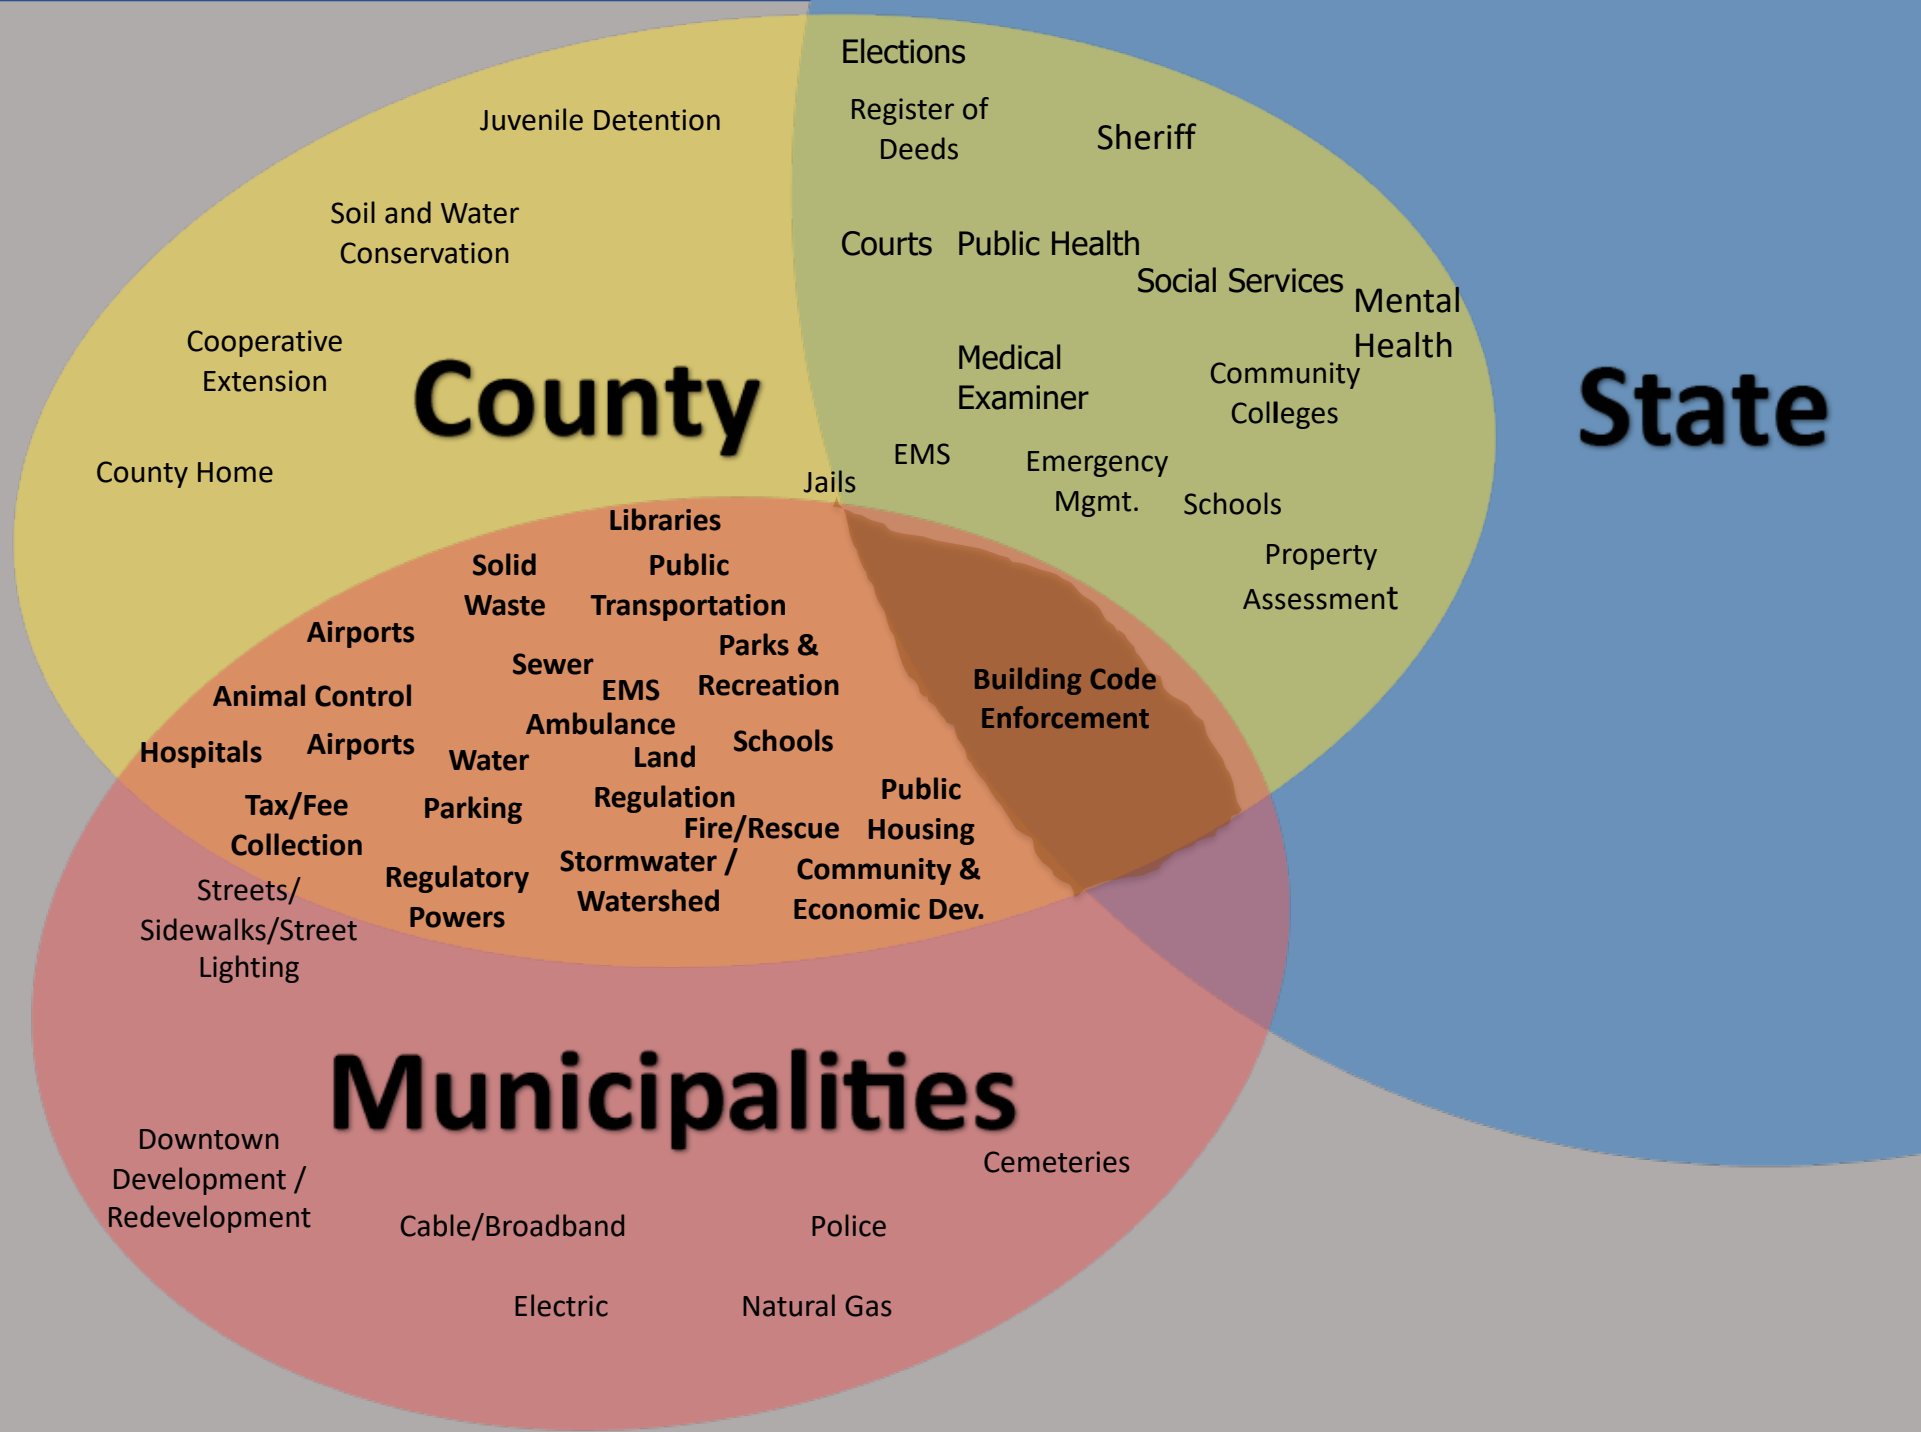 Elections
Register of
Deeds
Sheriff
Juvenile Detention
Soil and Water
Conservation
Courts
Public Health
Social Services
Mental
Health
Cooperative
Extension
County
Medical
Examiner
Community
Colleges
State
County Home
EMS
Emergency
Mgmt.
Jails
Schools
Property
Assessment
Libraries
Solid
Waste
Public
Transportation
Airports
Sewer
Parks &
Recreation
EMS
Ambulance
Animal Control
Building Code
Enforcement
Hospitals
Airports
Water
Land
Regulation
Schools
Tax/Fee
Collection
Parking
Fire/Rescue
Public
Housing
Regulatory
Powers
Stormwater /
Watershed
Community &
Economic Dev.
Streets/
Sidewalks/Street
Lighting
Municipalities
Downtown
Development /
Redevelopment
Cemeteries
Cable/Broadband
Police
Electric
Natural Gas